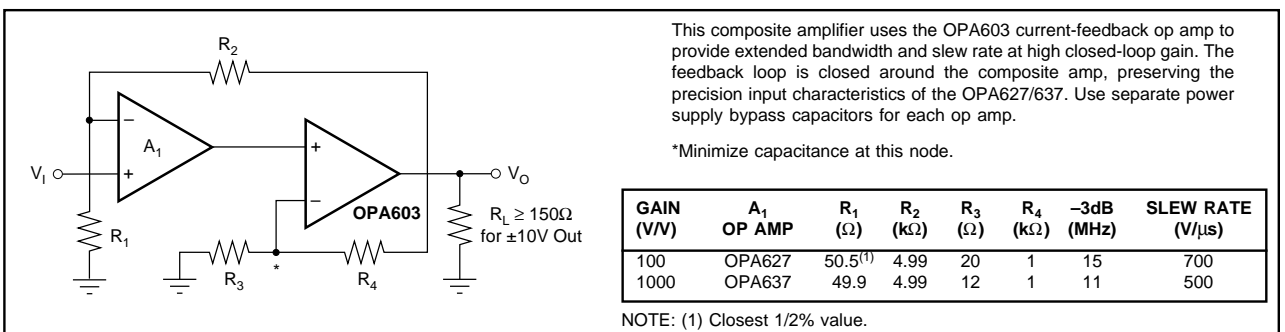 R2
A1
VI
R1
R3
*
R4
OPA603
VO
RL ≥ 150Ω
for ±10V Out
This composite amplifier uses the OPA603 current-feedback op amp to
provide extended bandwidth and slew rate at high closed-loop gain. The
feedback loop is closed around the composite amp, preserving the
precision input characteristics of the OPA627/637. Use separate power
supply bypass capacitors for each op amp.
*Minimize capacitance at this node.
GAIN A1 R1 R2 R3 R4 –3dB SLEW RATE
(V/V) OP AMP (Ω) (kΩ) (Ω) (kΩ) (MHz) (V/µs)
100 OPA627 50.5(1) 4.99 20 1 15 700
1000 OPA637 49.9 4.99 12 1 11 500
NOTE: (1) Closest 1/2% value.